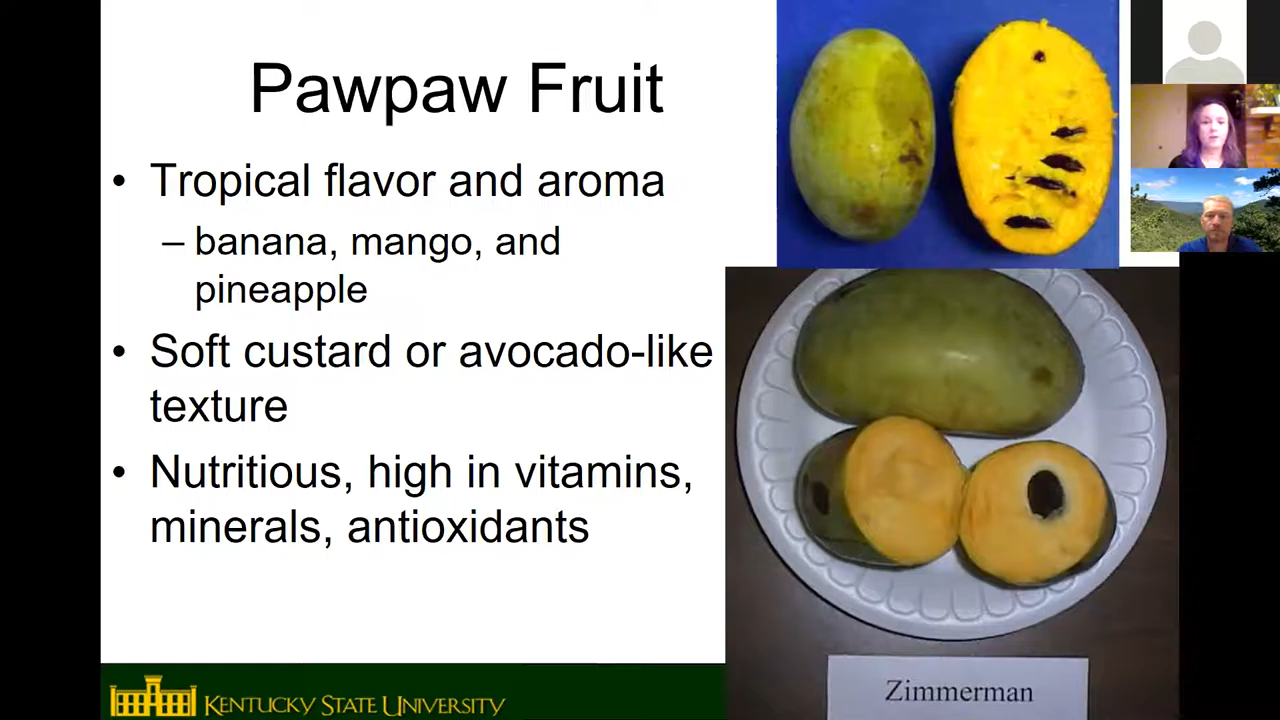 Pawpaw Fruit
• Tropical flavor and aroma
– banana, mango, and
pineapple
• Soft custard or avocado-like
texture
• Nutritious, high in vitamins,
minerals, antioxidants
KENTUCKY STATE UNIVERSITY
Zimmerman